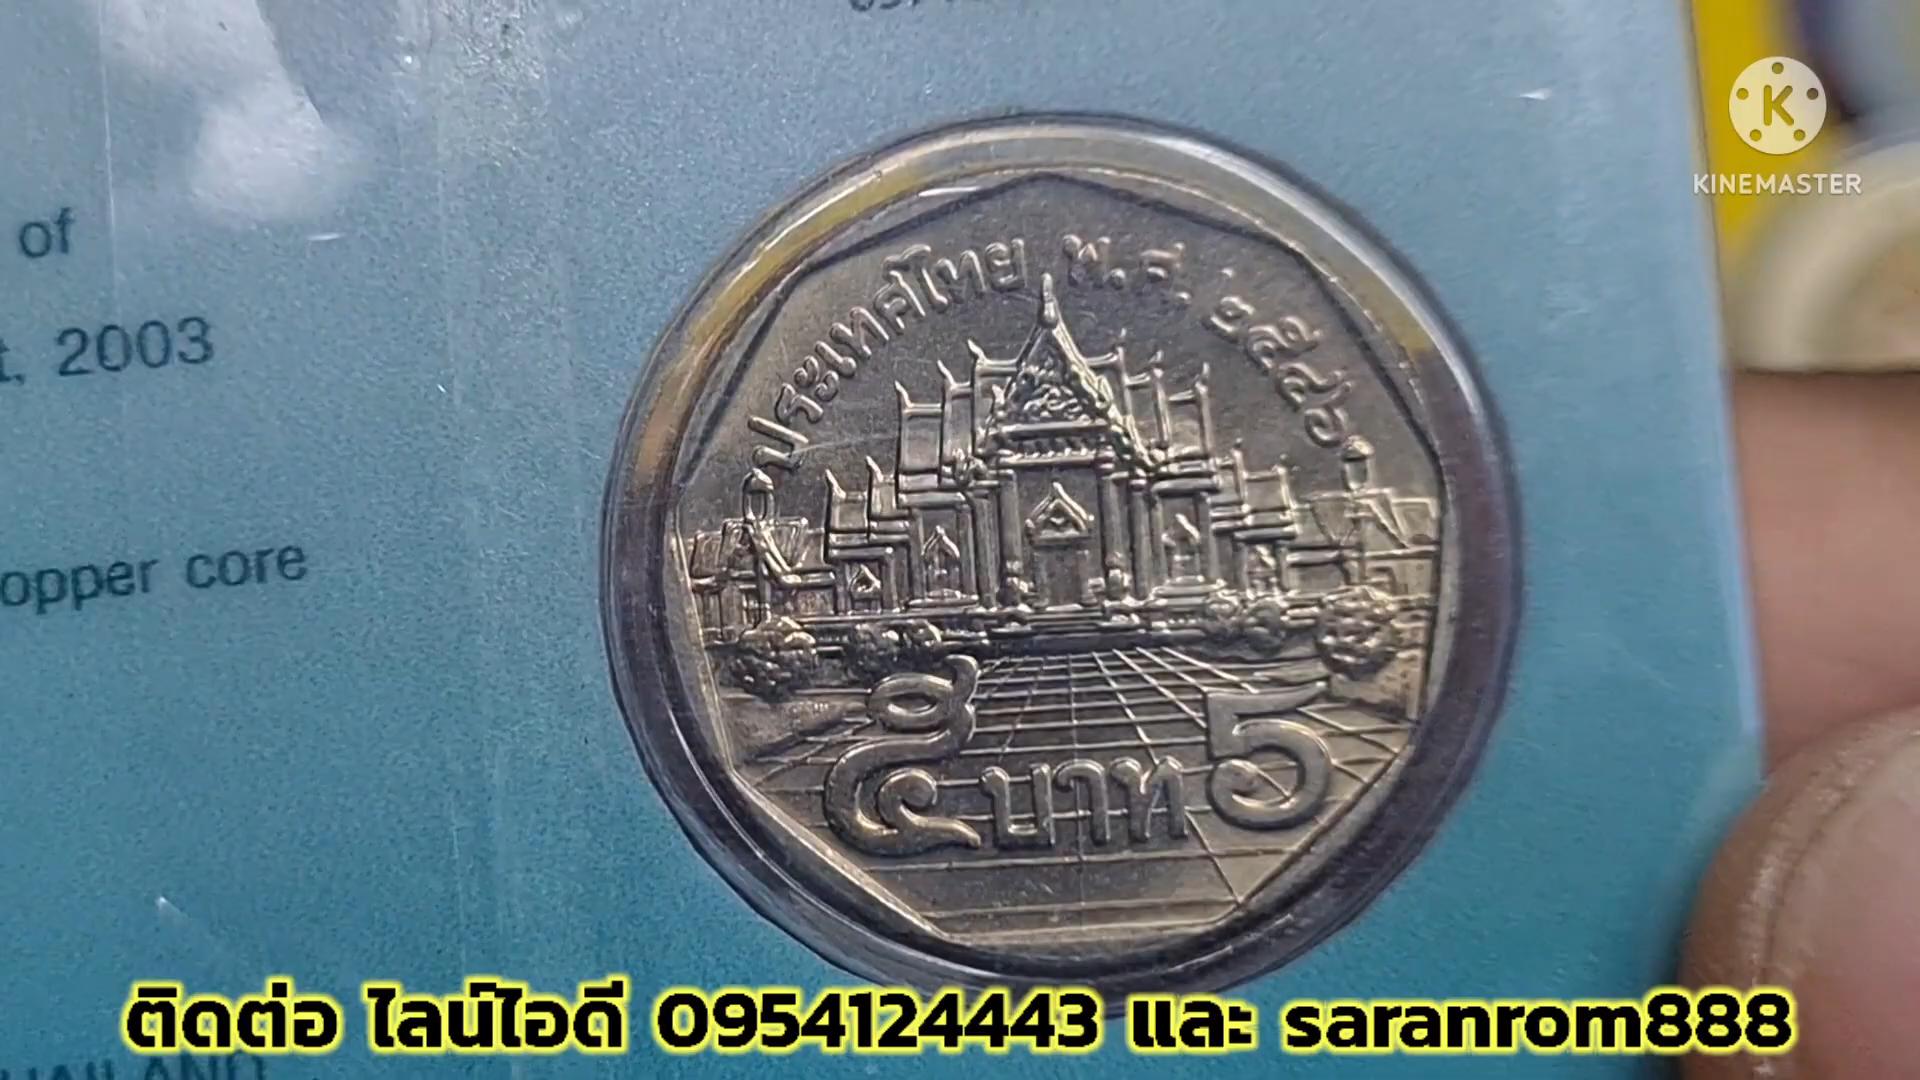 KINEMASTER
of
, 2003
opper core
ประเทศไทย พ.ศ. ๒๕๔๖
๕ บาท 5
ติดต่อ ไลน์ไอดี 0954124443 และ saranrom888